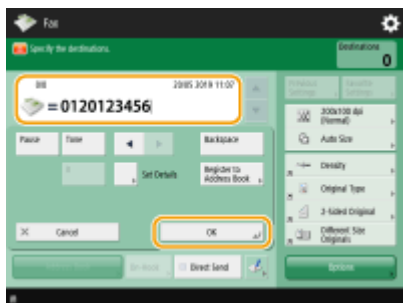 Fax
Specify the destinations.
Destinations
0
20/05 2019 11:07
= 0120123456
200x100 dpi
(Normal)
Auto Size
Pause
Tone
Backspace
Set Details
Register to
Address Book
Density
Original Type
2-Sided Original
Different Size
Originals
Cancel
OK
Direct Send
Options